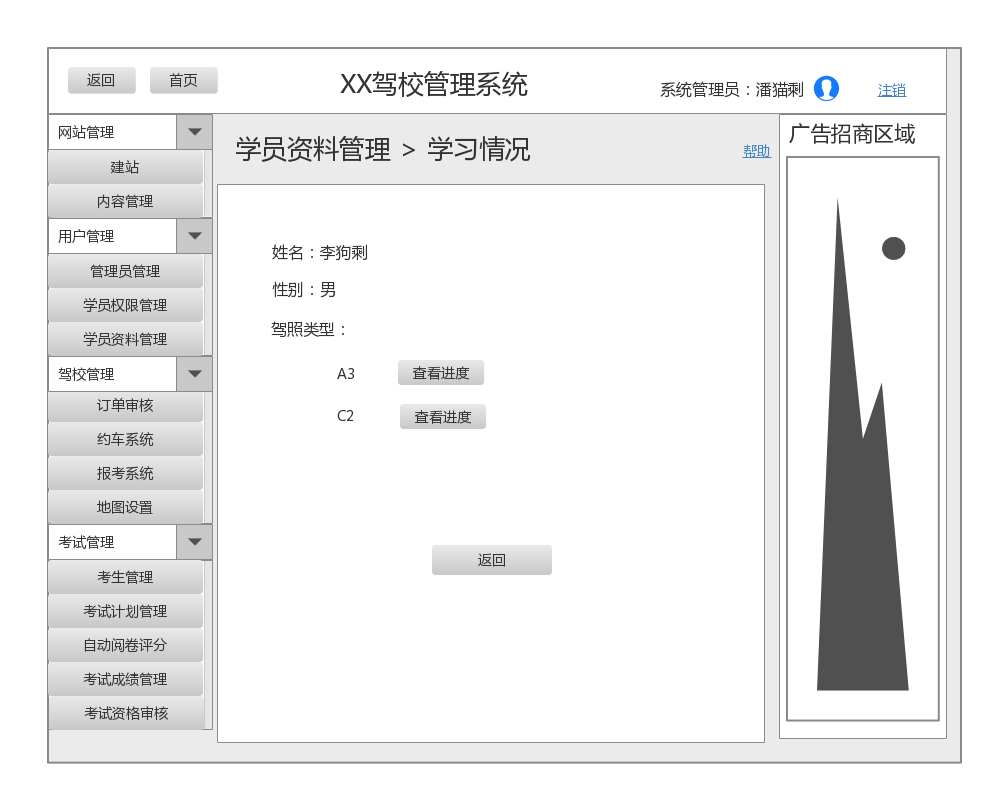 返回 首页 XX驾校管理系统 系统管理员：潘猫剩 注销
网站管理
建站
内容管理
用户管理
管理员管理
学员权限管理
学员资料管理
驾校管理
订单审核
约车系统
报考系统
地图设置
考试管理
考生管理
考试计划管理
自动阅卷评分
考试成绩管理
考试资格审核
学员资料管理 > 学习情况 帮助
姓名：李狗剩
性别：男
驾照类型：
A3 查看进度
C2 查看进度
返回
广告招商区域